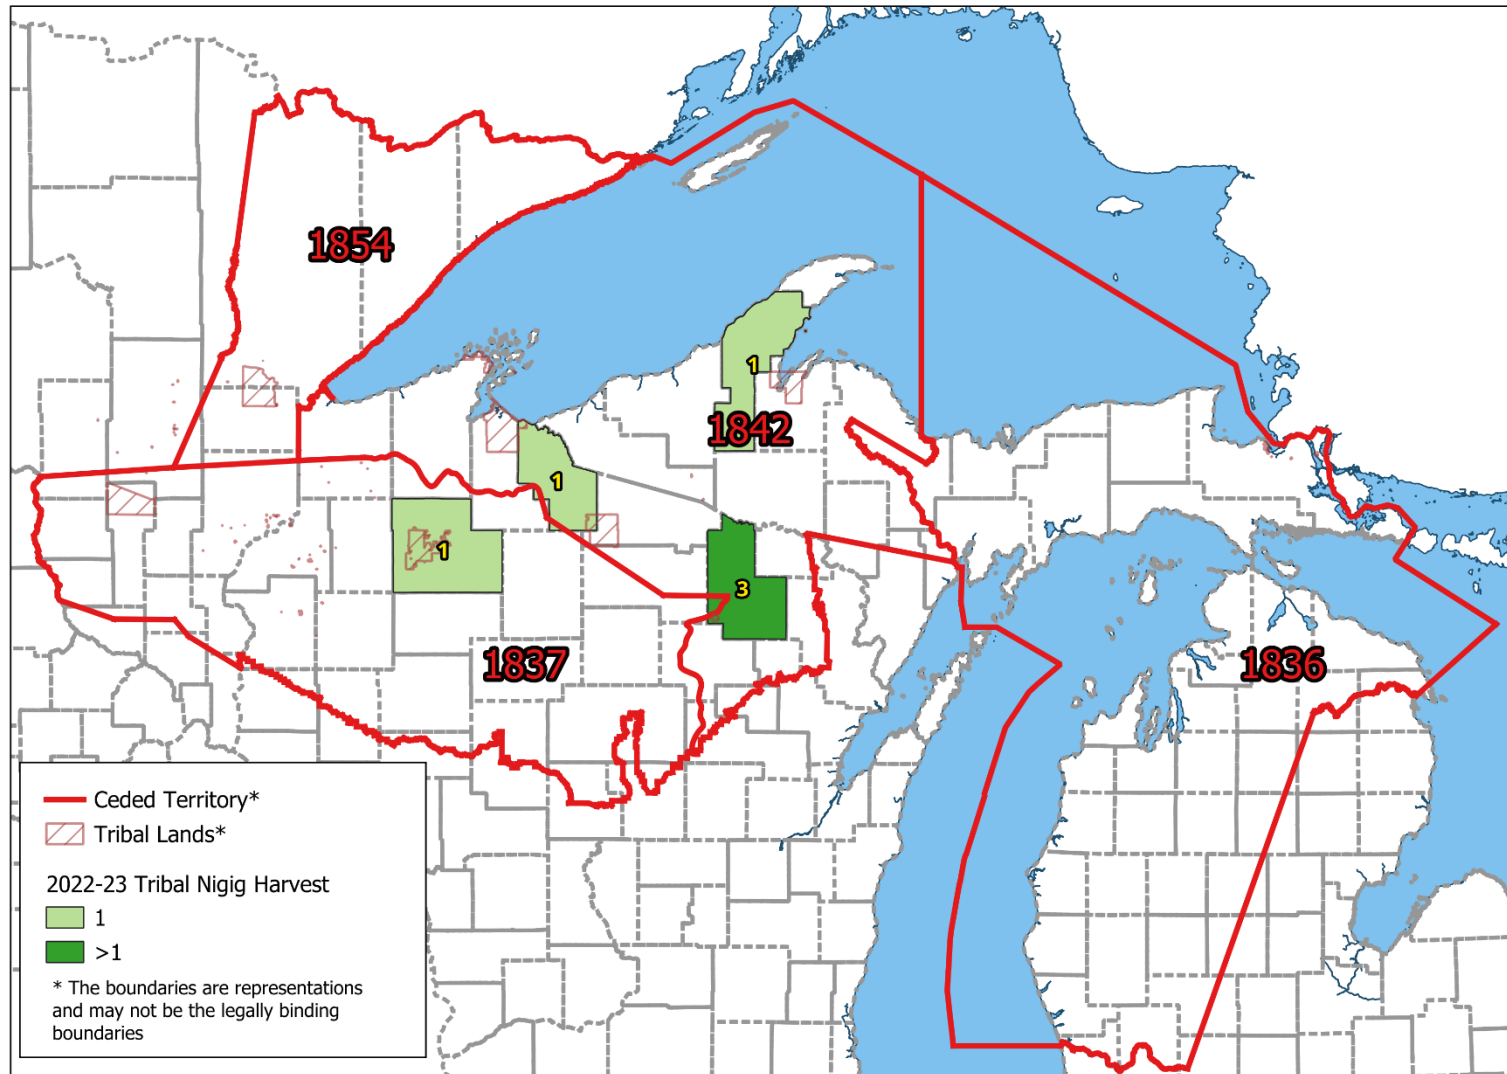 1854
1
1842
1
1
3
1837
1836
Ceded Territory*
Tribal Lands*
2022-23 Tribal Nigig Harvest
1
>1
* The boundaries are representations
and may not be the legally binding
boundaries